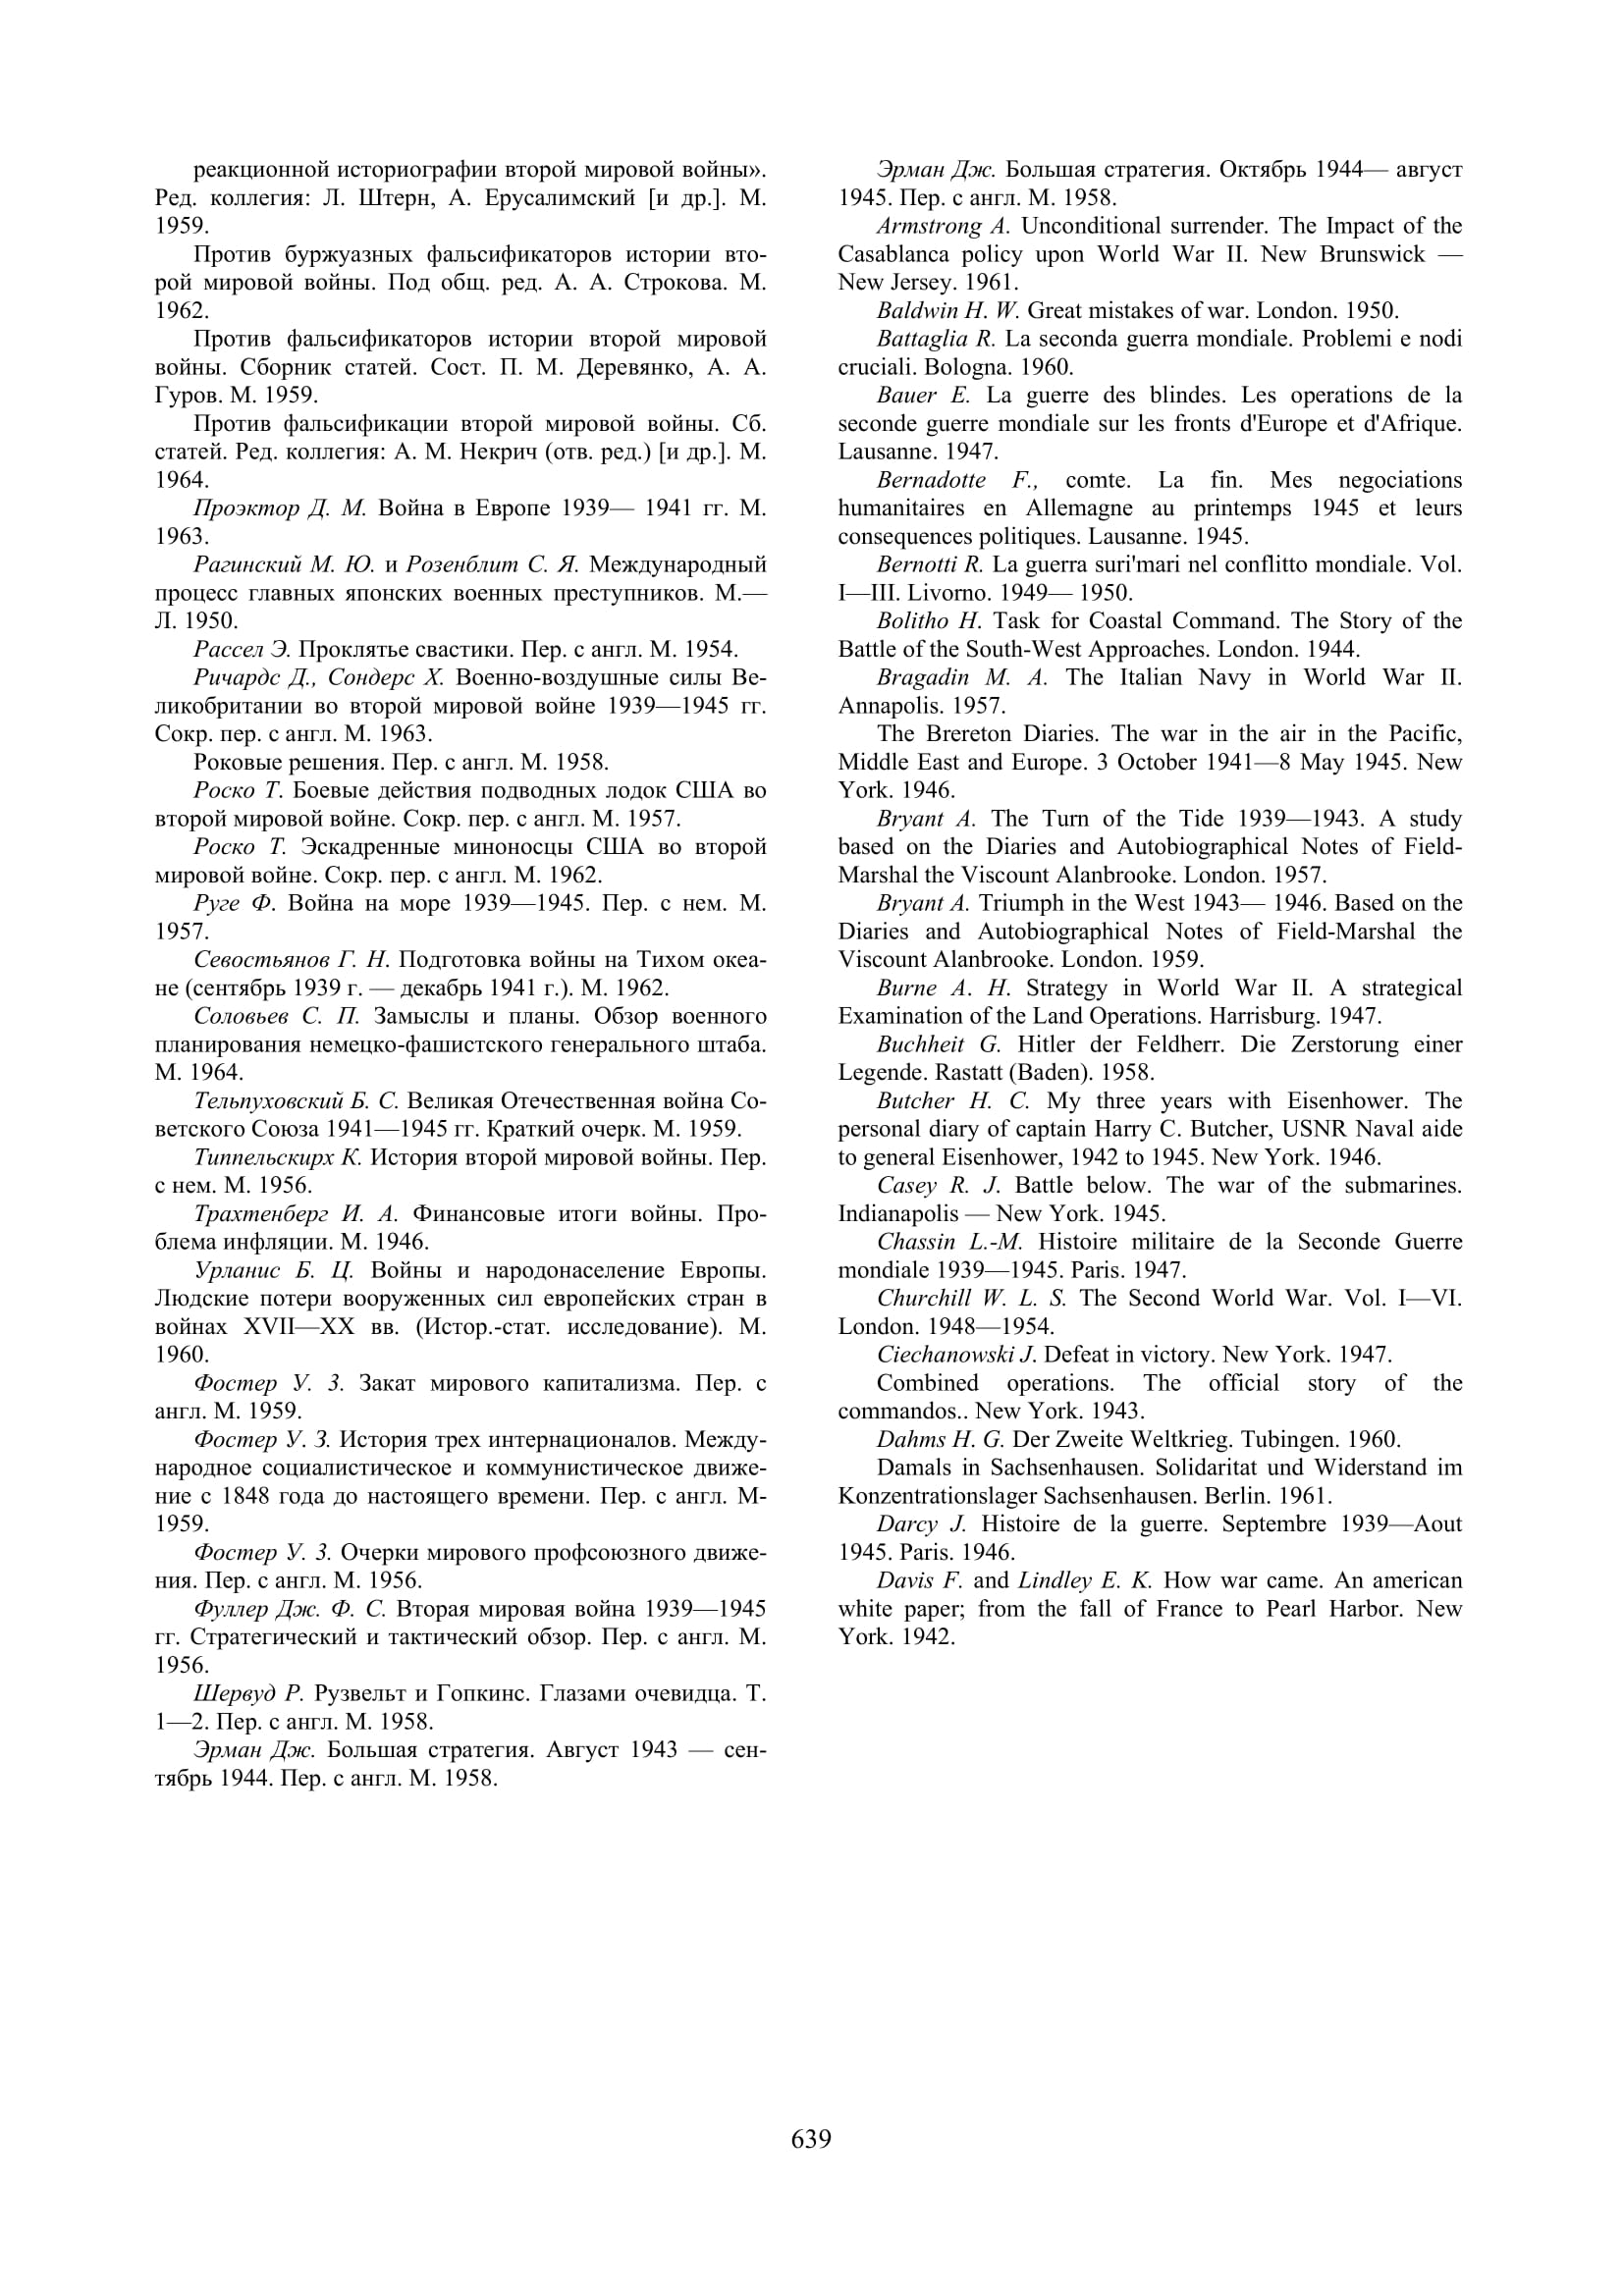 реакционной историографии второй мировой войны».
Ред. коллегия: Л. Штерн, А. Ерусалимский [и др.]. М.
1959.
Против буржуазных фальсификаторов истории вто-
рой мировой войны. Под общ. ред. А. А. Строкова. М.
1962.
Против фальсификаторов истории второй мировой
войны. Сборник статей. Сост. П. М. Деревянко, А. А.
Гуров. М. 1959.
Против фальсификации второй мировой войны. Сб.
статей. Ред. коллегия: А. М. Некрич (отв. ред.) [и др.]. М.
1964.
Проэктор Д. М. Война в Европе 1939— 1941 гг. М.
1963.
Рагинский М. Ю. и Розенблит С. Я. Международный
процесс главных японских военных преступников. М.—
Л. 1950.
Рассел Э. Проклятье свастики. Пер. с англ. М. 1954.
Ричардс Д., Сондерс Х. Военно-воздушные силы Ве-
ликобритании во второй мировой войне 1939—1945 гг.
Сокр. пер. с англ. М. 1963.
Роковые решения. Пер. с англ. М. 1958.
Роско Т. Боевые действия подводных лодок США во
второй мировой войне. Сокр. пер. с англ. М. 1957.
Роско Т. Эскадренные миноносцы США во второй
мировой войне. Сокр. пер. с англ. М. 1962.
Руге Ф. Война на море 1939—1945. Пер. с нем. М.
1957.
Севостьянов Г. Н. Подготовка войны на Тихом океа-
не (сентябрь 1939 г. — декабрь 1941 г.). М. 1962.
Соловьев С. П. Замыслы и планы. Обзор военного
планирования немецко-фашистского генерального штаба.
М. 1964.
Тельпуховский Б. С. Великая Отечественная война Со-
ветского Союза 1941—1945 гг. Краткий очерк. М. 1959.
Типпельскирх К. История второй мировой войны. Пер.
с нем. М. 1956.
Трахтенберг И. А. Финансовые итоги войны. Про-
блема инфляции. М. 1946.
Урланис Б. Ц. Войны и народонаселение Европы.
Людские потери вооруженных сил европейских стран в
войнах XVII—XX вв. (Истор.-стат. исследование). М.
1960.
Фостер У. З. Закат мирового капитализма. Пер. с
англ. М. 1959.
Фостер У. З. История трех интернационалов. Между-
народное социалистическое и коммунистическое движе-
ние с 1848 года до настоящего времени. Пер. с англ. М-
1959.
Фостер У. З. Очерки мирового профсоюзного движе-
ния. Пер. с англ. М. 1956.
Фуллер Дж. Ф. С. Вторая мировая война 1939—1945
гг. Стратегический и тактический обзор. Пер. с англ. М.
1956.
Шервуд Р. Рузвельт и Гопкинс. Глазами очевидца. Т.
1—2. Пер. с англ. М. 1958.
Эрман Дж. Большая стратегия. Август 1943 — сен-
тябрь 1944. Пер. с англ. М. 1958.
Эрман Дж. Большая стратегия. Октябрь 1944— август
1945. Пер. с англ. М. 1958.
Armstrong A. Unconditional surrender. The Impact of the
Casablanca policy upon World War II. New Brunswick —
New Jersey. 1961.
Baldwin H. W. Great mistakes of war. London. 1950.
Battaglia R. La seconda guerra mondiale. Problemi e nodi
cruciali. Bologna. 1960.
Bauer E. La guerre des blindes. Les operations de la
seconde guerre mondiale sur les fronts d'Europe et d'Afrique.
Lausanne. 1947.
Bernadotte F., comte. La fin. Mes negociations
humanitaires en Allemagne au printemps 1945 et leurs
consequences politiques. Lausanne. 1945.
Bernotti R. La guerra suri'mari nel conflitto mondiale. Vol.
I—III. Livorno. 1949— 1950.
Bolitho H. Task for Coastal Command. The Story of the
Battle of the South-West Approaches. London. 1944.
Bragadin M. A. The Italian Navy in World War II.
Annapolis. 1957.
The Brereton Diaries. The war in the air in the Pacific,
Middle East and Europe. 3 October 1941—8 May 1945. New
York. 1946.
Bryant A. The Turn of the Tide 1939—1943. A study
based on the Diaries and Autobiographical Notes of Field-
Marshal the Viscount Alanbrooke. London. 1957.
Bryant A. Triumph in the West 1943— 1946. Based on the
Diaries and Autobiographical Notes of Field-Marshal the
Viscount Alanbrooke. London. 1959.
Burne A. H. Strategy in World War II. A strategical
Examination of the Land Operations. Harrisburg. 1947.
Buchheit G. Hitler der Feldherr. Die Zerstorung einer
Legende. Rastatt (Baden). 1958.
Butcher H. C. My three years with Eisenhower. The
personal diary of captain Harry C. Butcher, USNR Naval aide
to general Eisenhower, 1942 to 1945. New York. 1946.
Casey R. J. Battle below. The war of the submarines.
Indianapolis — New York. 1945.
Chassin L.-M. Histoire militaire de la Seconde Guerre
mondiale 1939—1945. Paris. 1947.
Churchill W. L. S. The Second World War. Vol. I—VI.
London. 1948—1954.
Ciechanowski J. Defeat in victory. New York. 1947.
Combined operations. The official story of the
commandos.. New York. 1943.
Dahms H. G. Der Zweite Weltkrieg. Tubingen. 1960.
Damals in Sachsenhausen. Solidaritat und Widerstand im
Konzentrationslager Sachsenhausen. Berlin. 1961.
Darcy J. Histoire de la guerre. Septembre 1939—Aout
1945. Paris. 1946.
Davis F. and Lindley E. K. How war came. An american
white paper; from the fall of France to Pearl Harbor. New
York. 1942.
639